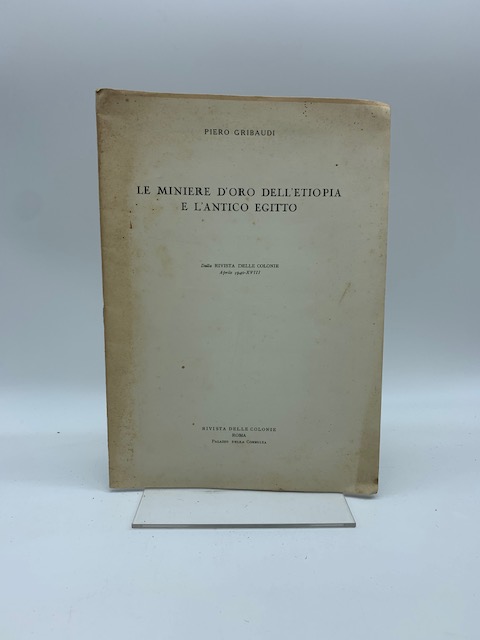 PIERO GRIBAUDI
LE MINIERE D'ORO DELL'ETIOPIA
E L'ANTICO EGITTO
Dalla RIVISTA DELLE COLONIE
Aprile 1940-XVIII
RIVISTA DELLE COLONIE
ROMA
PALAZZO DELLA CONSULTA